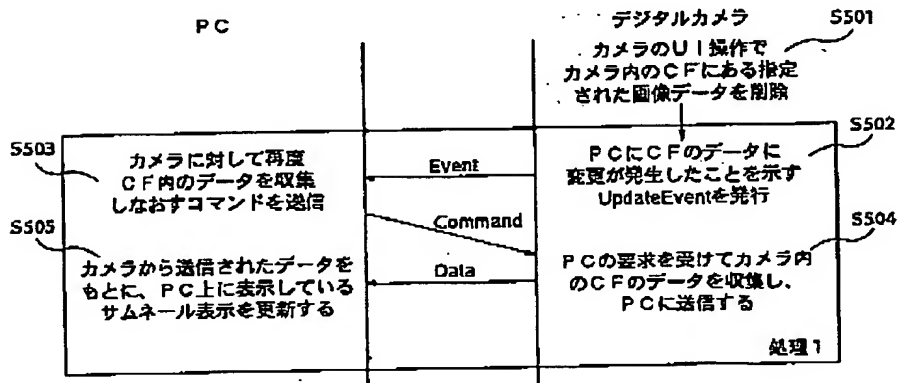 PC
デジタルカメラ
S501
カメラのUI操作で
カメラ内のCFにある指定
された画像データを削除
S503
カメラに対して再度
CF内のデータを収集
しなおすコマンドを送信
Event
S502
PCにCFのデータに
変更が発生したことを示す
UpdateEventを発行
Command
S505
カメラから送信されたデータを
もとに、PC上に表示している
サムネール表示を更新する
Data
S504
PCの要求を受けてカメラ内
のCFのデータを収集し、
PCに送信する
処理1